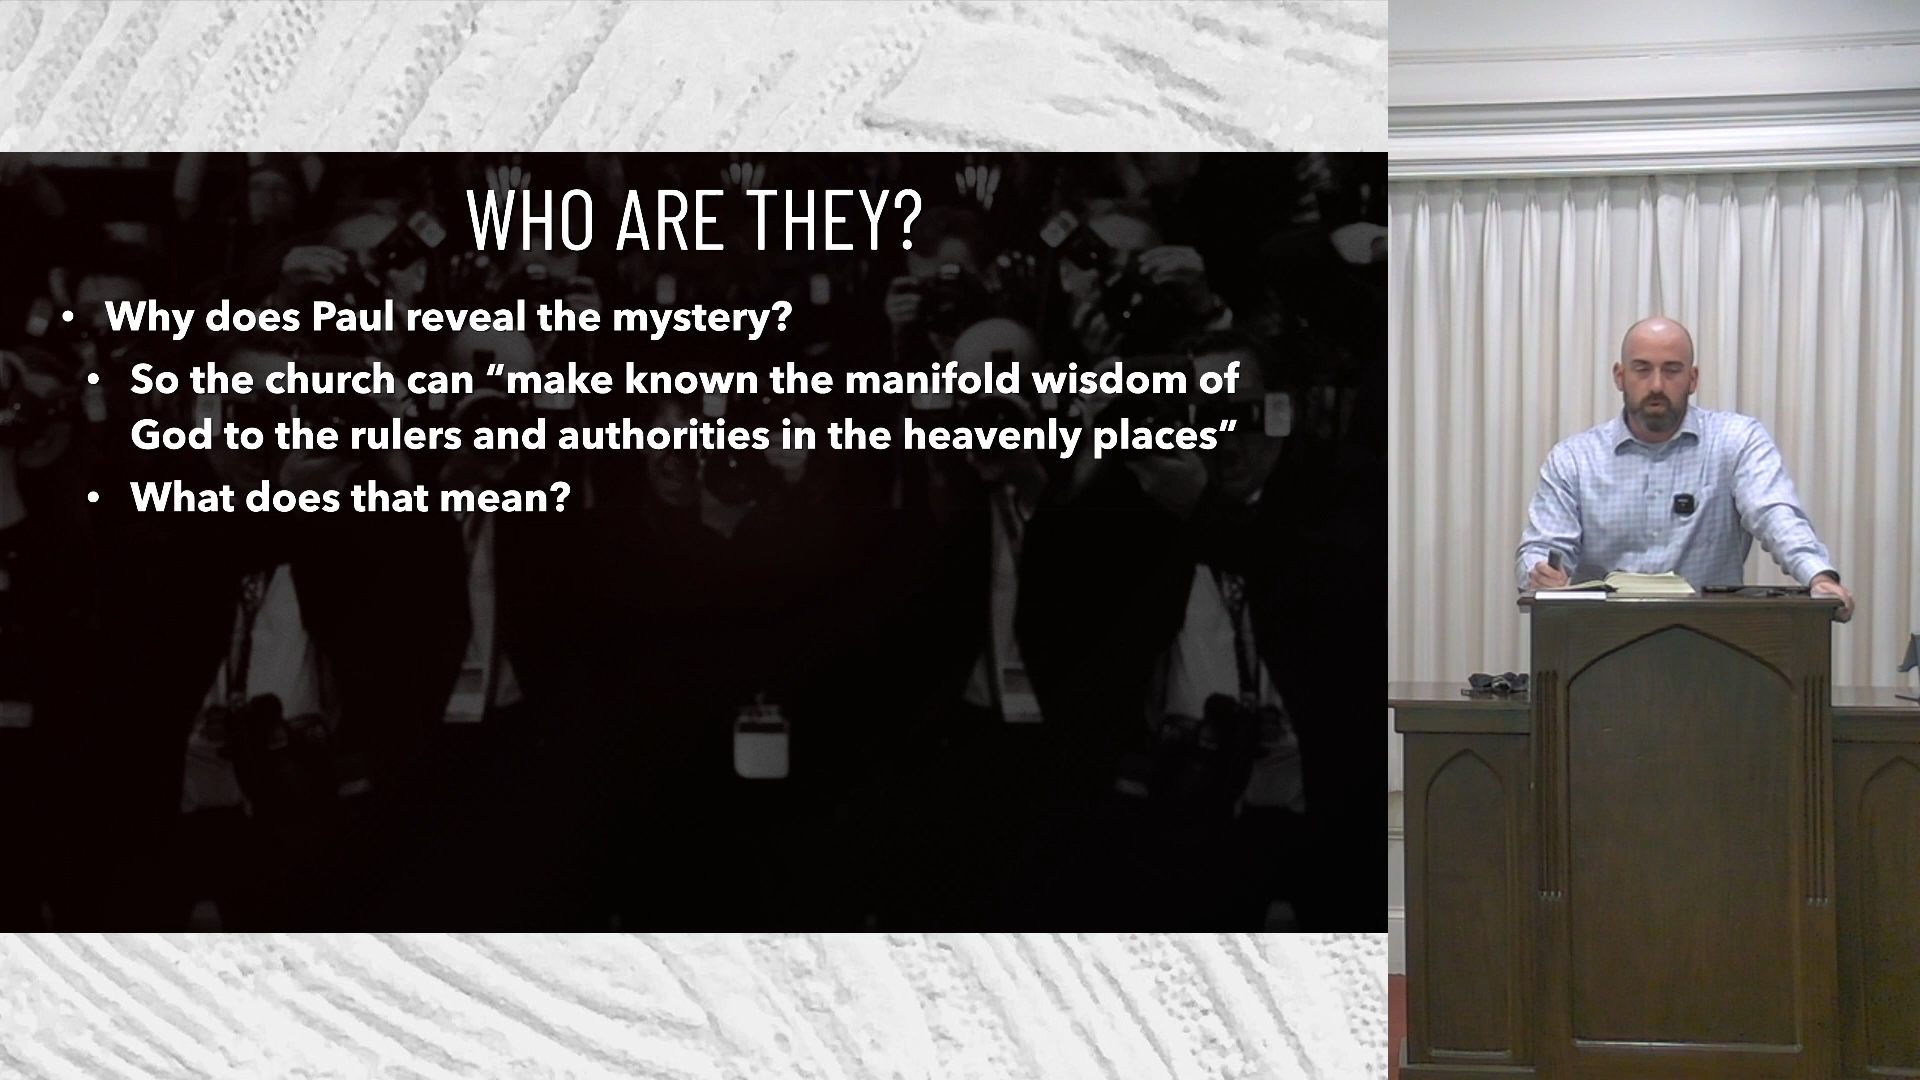 WHO ARE THEY?
• Why does Paul reveal the mystery?
• So the church can “make known the manifold wisdom of
God to the rulers and authorities in the heavenly places”
• What does that mean?